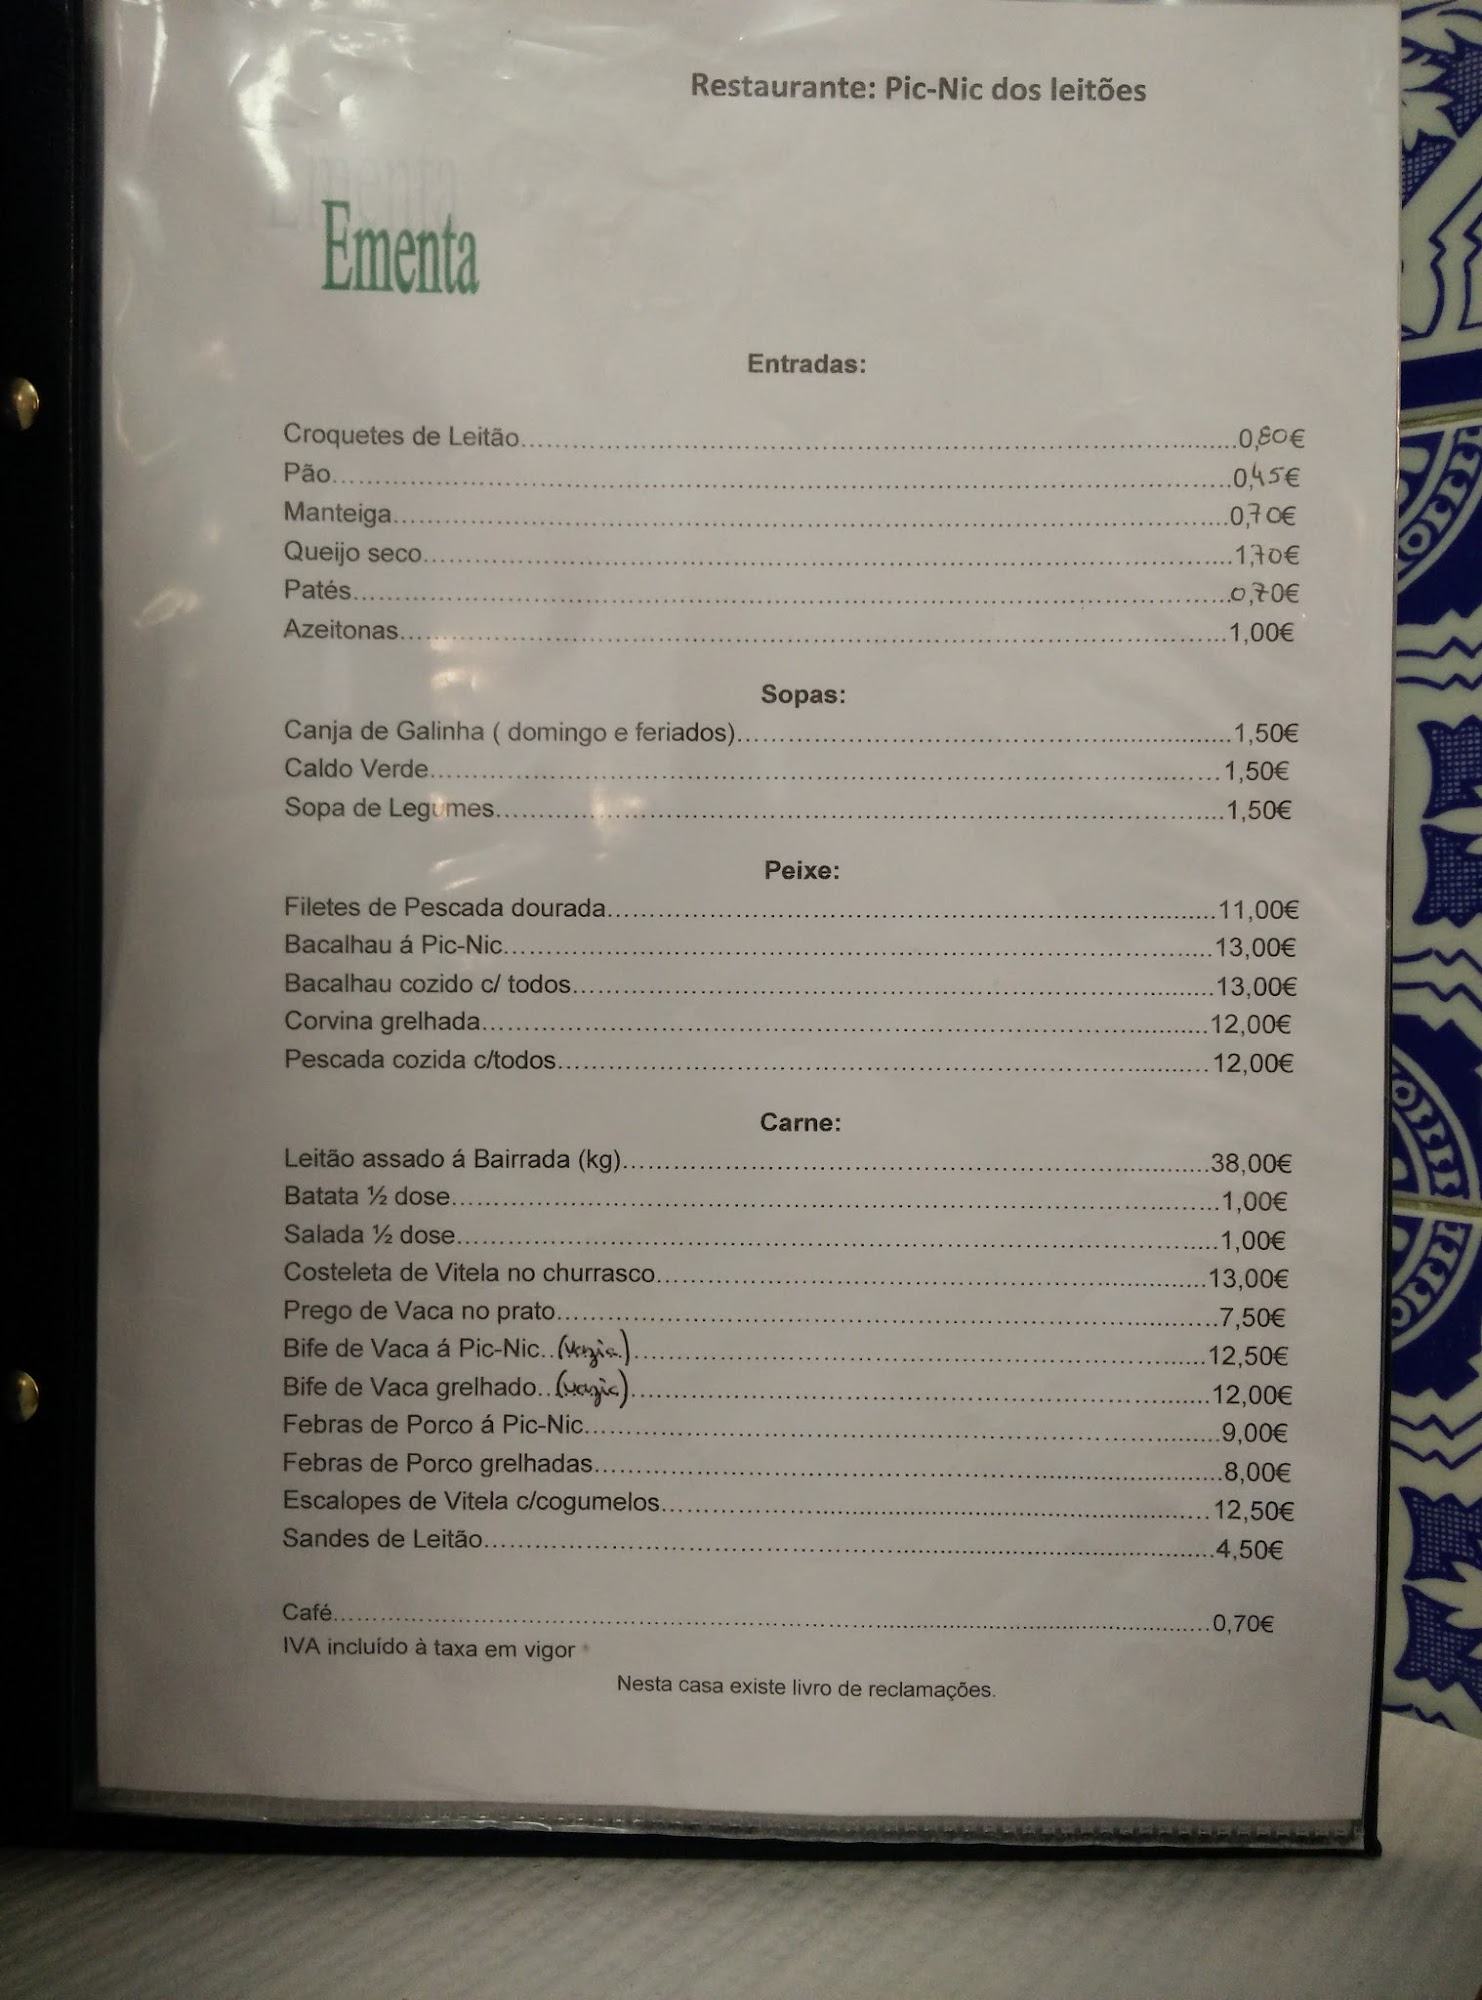 Restaurante: Pic-Nic dos leitões
Ementa
Entradas:
Croquetes de Leitão.....0,80€
Pão.....0,45€
Manteiga.....0,70€
Queijo seco.....1,70€
Patés.....0,70€
Azeitonas.....1,00€
Sopas:
Canja de Galinha ( domingo e feriados).....1,50€
Caldo Verde.....1,50€
Sopa de Legumes.....1,50€
Peixe:
Filetes de Pescada dourada.....11,00€
Bacalhau á Pic-Nic.....13,00€
Bacalhau cozido c/ todos.....13,00€
Corvina grelhada.....12,00€
Pescada cozida c/todos.....12,00€
Carne:
Leitão assado á Bairrada (kg).....38,00€
Batata ½ dose.....1,00€
Salada ½ dose.....1,00€
Costeleta de Vitela no churrasco.....13,00€
Prego de Vaca no prato.....7,50€
Bife de Vaca á Pic-Nic..(vazia).....12,50€
Bife de Vaca grelhado..(vazia).....12,00€
Febras de Porco á Pic-Nic.....9,00€
Febras de Porco grelhadas.....8,00€
Escalopes de Vitela c/cogumelos.....12,50€
Sandes de Leitão.....4,50€
Café.....0,70€
IVA incluído à taxa em vigor
Nesta casa existe livro de reclamações.